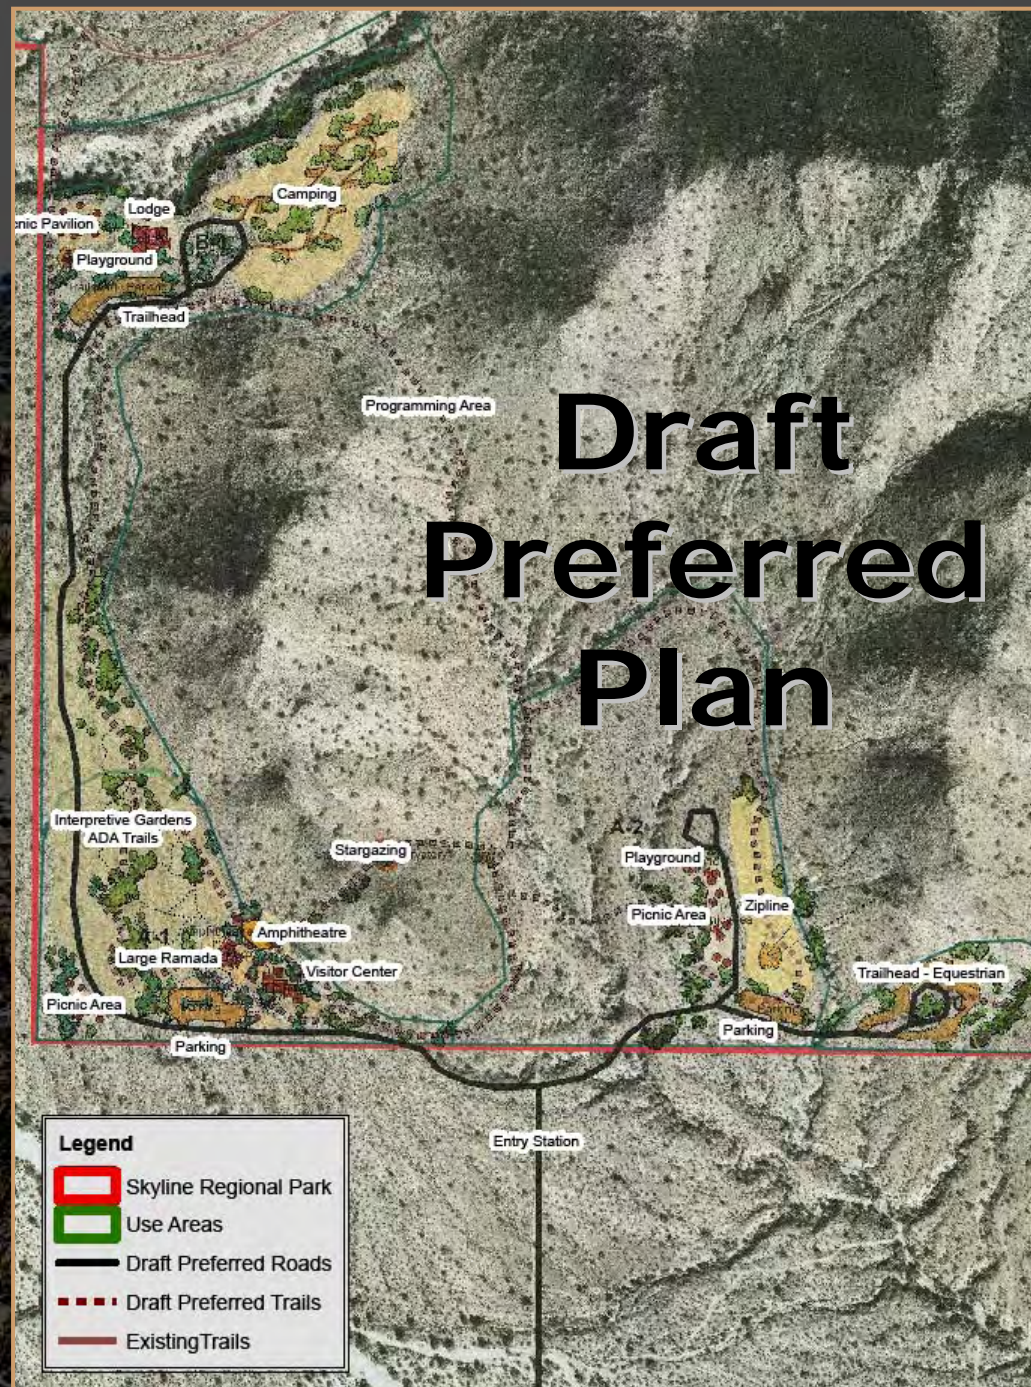 Camping
Lodge
nic Pavilion
Playground
Trailhead
Programming Area
Draft
Preferred
Plan
Interpretive Gardens
ADA Trails
Stargazing
A-2
Playground
Picnic Area
Zipline
Amphitheatre
Large Ramada
Visitor Center
Trailhead - Equestrian
Picnic Area
Parking
Parking
Entry Station
Legend
Skyline Regional Park
Use Areas
Draft Preferred Roads
Draft Preferred Trails
ExistingTrails